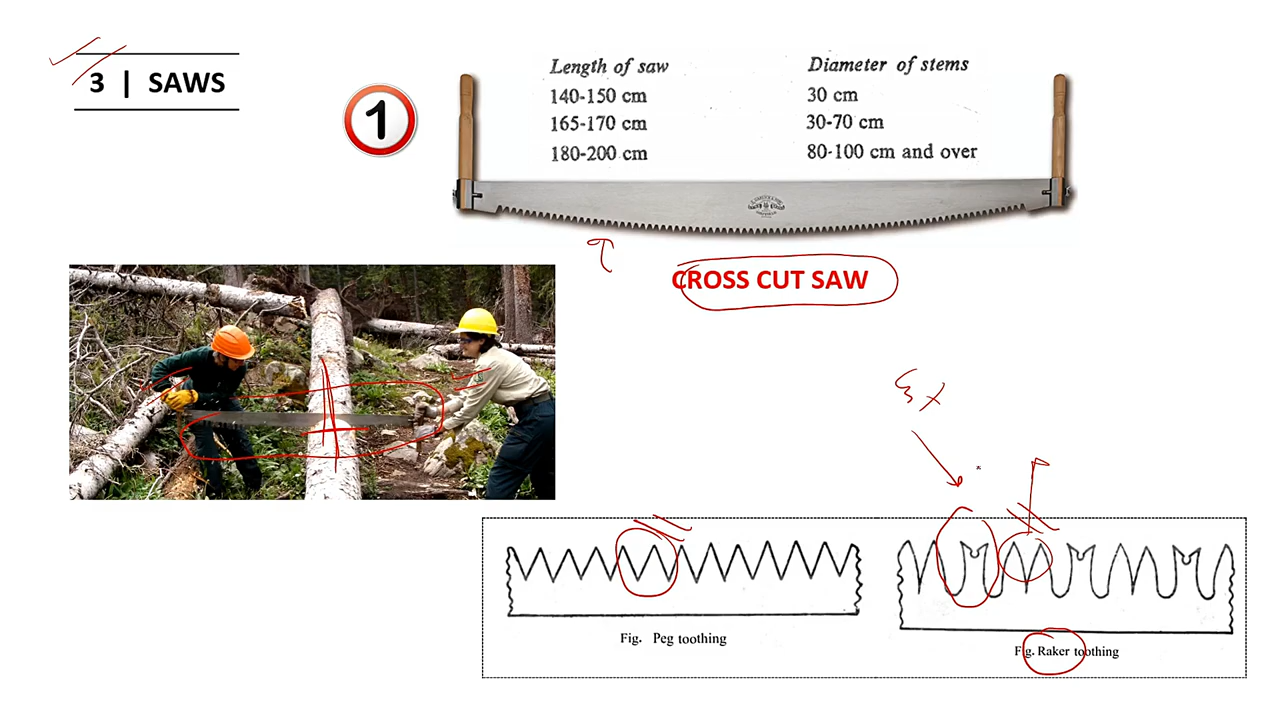 3 | SAWS
1
Length of saw Diameter of stems
140-150 cm 30 cm
165-170 cm 30-70 cm
180-200 cm 80-100 cm and over
CROSS CUT SAW
Fig. Peg toothing
Fig. Raker toothing